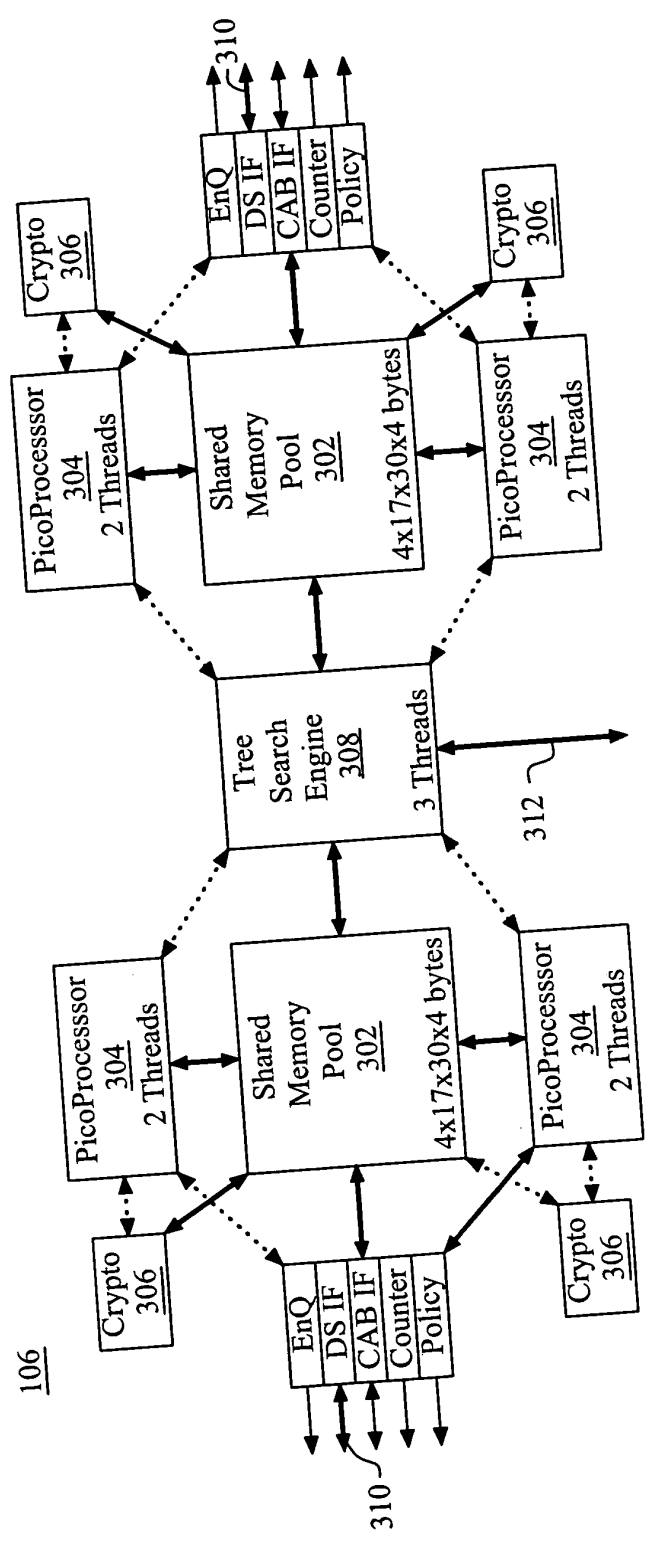 106
Crypto
306
PicoProcesssor
304
2 Threads
PicoProcesssor
304
2 Threads
Crypto
306
EnQ
DS IF
CAB IF
Counter
Policy
310
Shared
Memory
Pool
302
4x17x30x4 bytes
Tree
Search
Engine
308
3 Threads
Shared
Memory
Pool
302
4x17x30x4 bytes
EnQ
DS IF
CAB IF
Counter
Policy
310
Crypto
306
PicoProcesssor
304
2 Threads
312
PicoProcesssor
304
2 Threads
Crypto
306